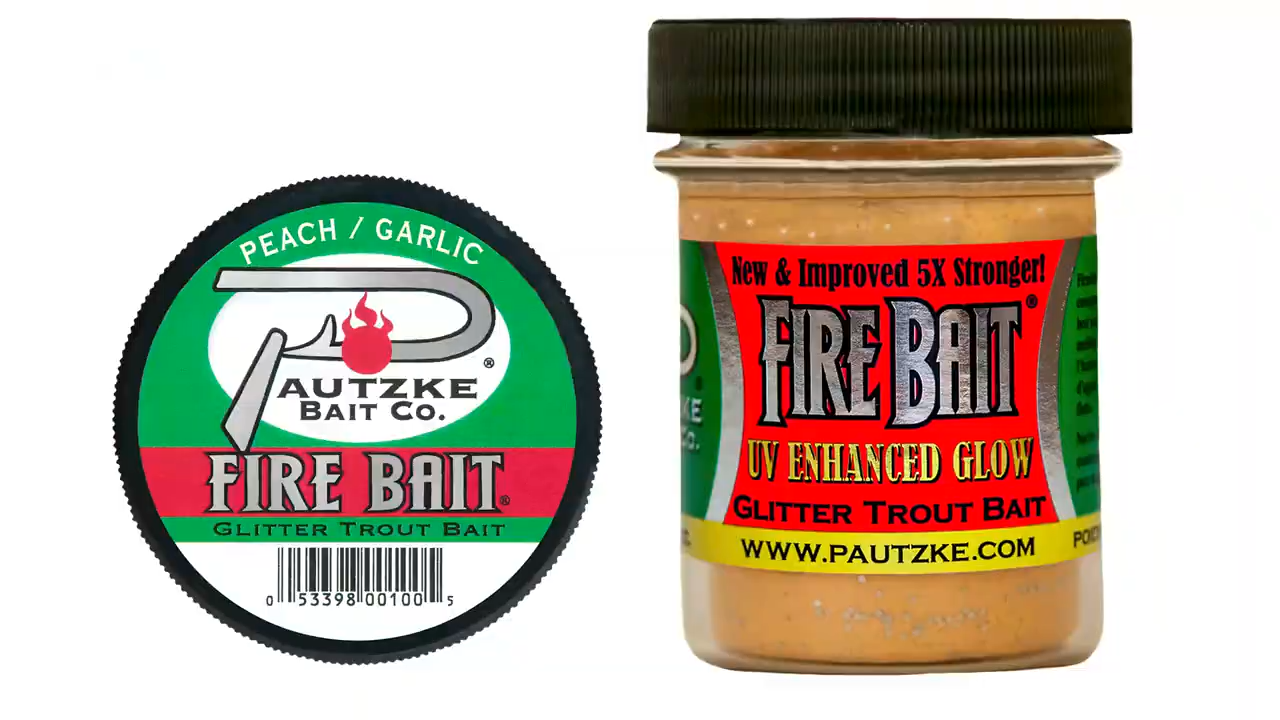 PEACH / GARLIC
PAUTZKE
BAIT CO.
®
FIRE BAIT®
GLITTER TROUT BAIT
0 53398 00100 5
New & Improved 5X Stronger!
FIRE BAIT®
UV ENHANCED GLOW
GLITTER TROUT BAIT
WWW.PAUTZKE.COM